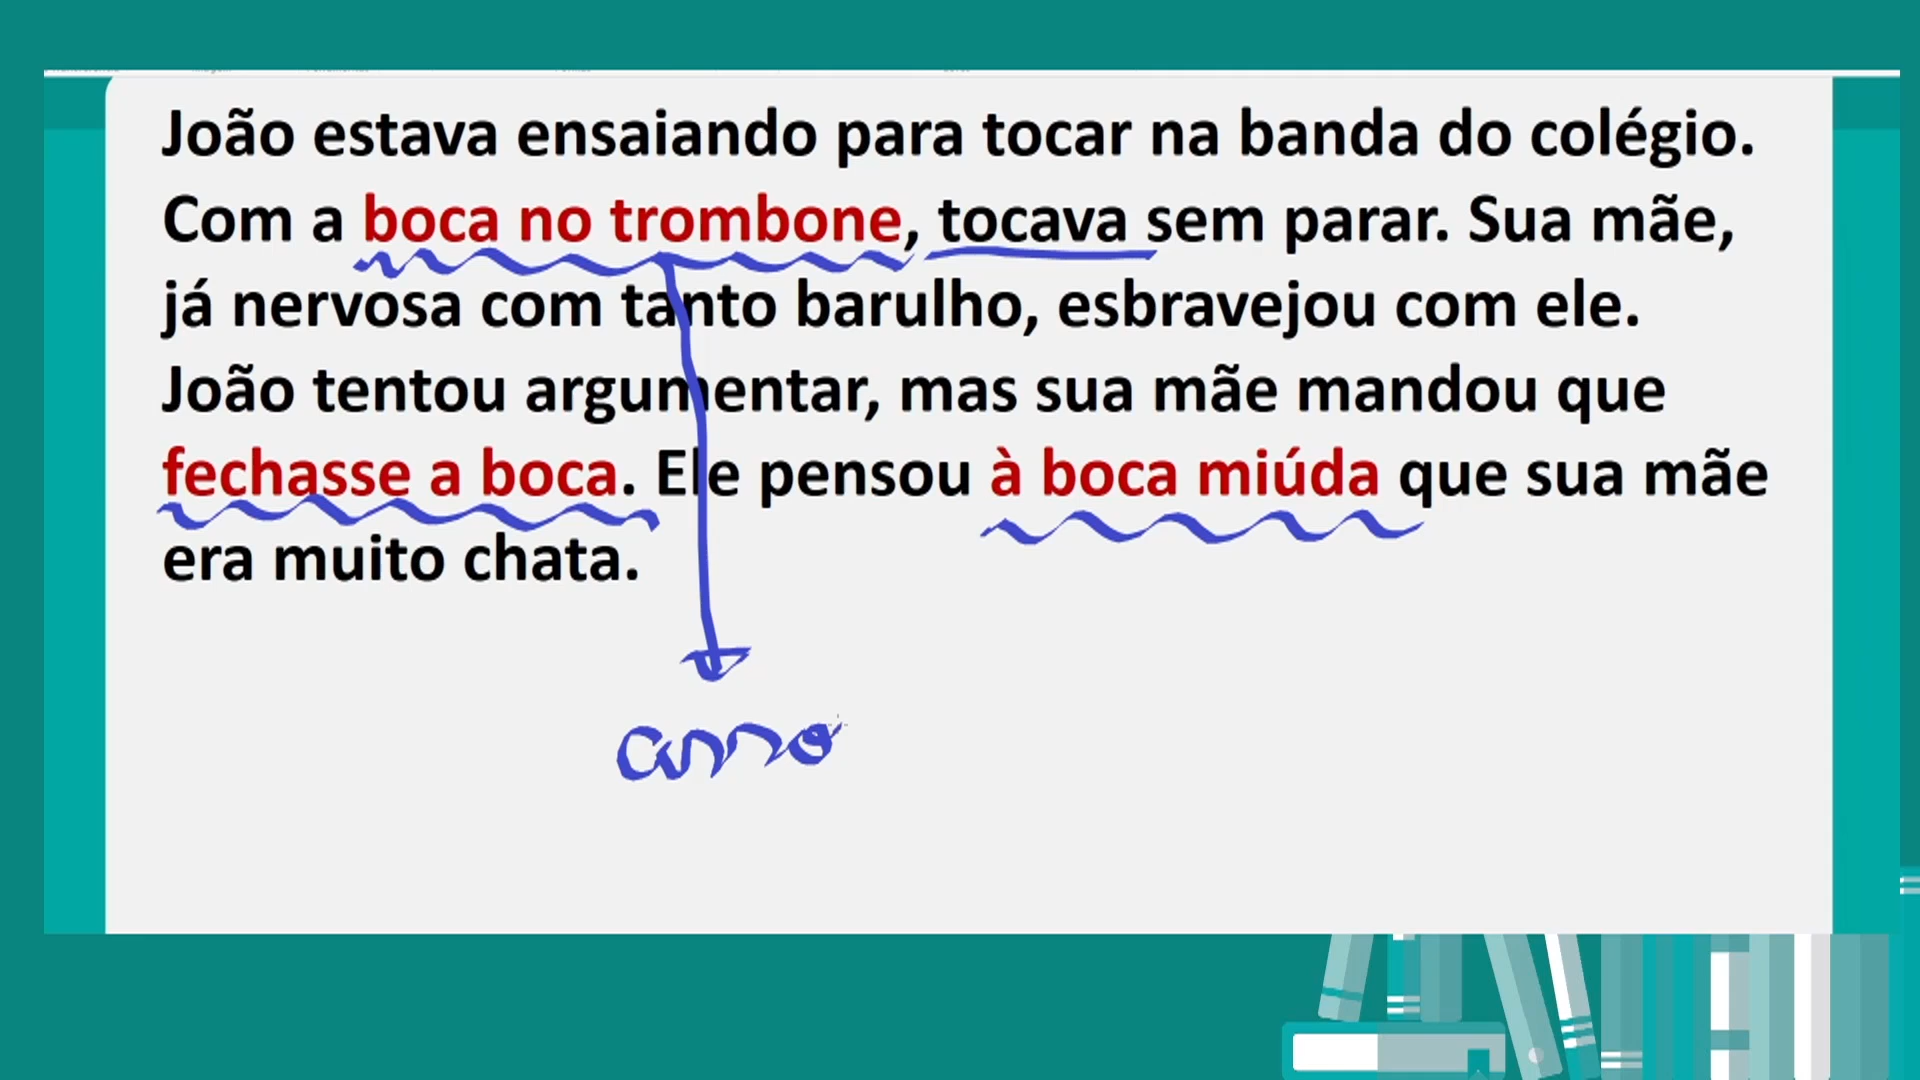 João estava ensaiando para tocar na banda do colégio.
Com a boca no trombone, tocava sem parar. Sua mãe,
já nervosa com tanto barulho, esbravejou com ele.
João tentou argumentar, mas sua mãe mandou que
fechasse a boca. Ele pensou à boca miúda que sua mãe
era muito chata.